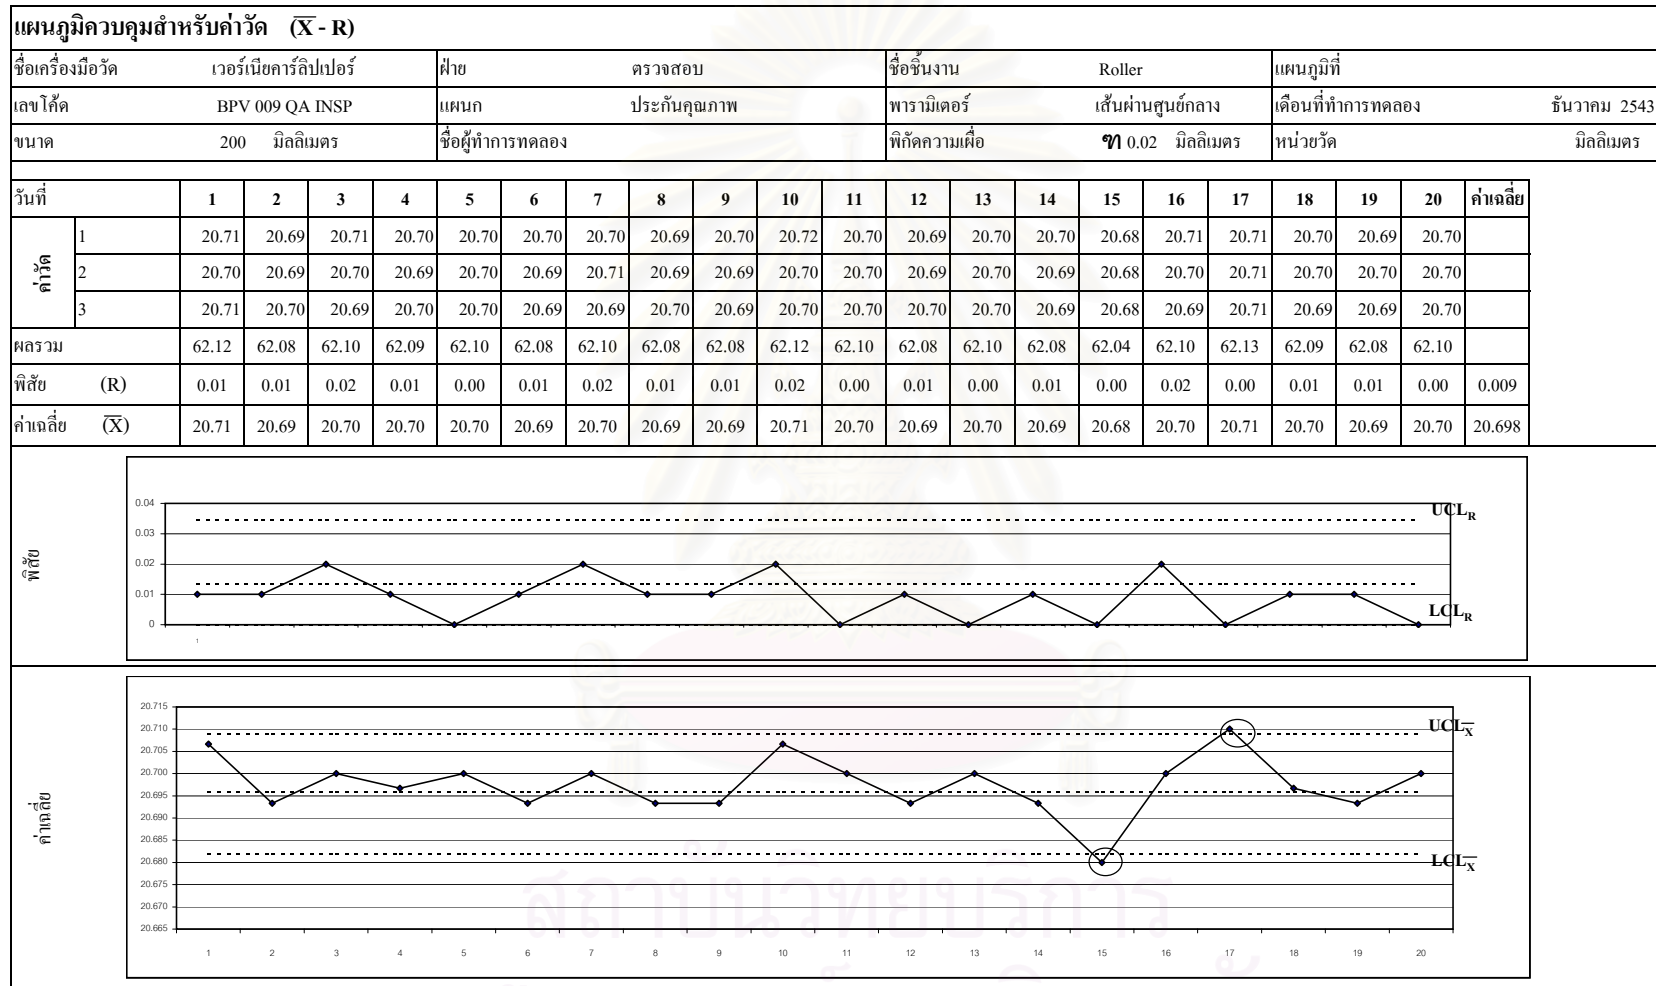 แผนภูมิควบคุมสำหรับค่าวัด (X̅ - R)
ชื่อเครื่องมือวัด เวอร์เนียคาร์ลิปเปอร์ ฝ่าย ตรวจสอบ ชื่อชิ้นงาน Roller แผนภูมิที่
เลขโค้ด BPV 009 QA INSP แผนก ประกันคุณภาพ พารามิเตอร์ เส้นผ่านศูนย์กลาง เดือนที่ทำการทดลอง ธันวาคม 2543
ขนาด 200 มิลลิเมตร ชื่อผู้ทำการทดลอง พิกัดความเผื่อ ฑ 0.02 มิลลิเมตร หน่วยวัด มิลลิเมตร
วันที่ 1 2 3 4 5 6 7 8 9 10 11 12 13 14 15 16 17 18 19 20 ค่าเฉลี่ย
ค่าวัด
1 20.71 20.69 20.71 20.70 20.70 20.70 20.70 20.69 20.70 20.72 20.70 20.69 20.70 20.70 20.68 20.71 20.71 20.70 20.69 20.70
2 20.70 20.69 20.70 20.69 20.70 20.69 20.71 20.69 20.69 20.70 20.70 20.69 20.70 20.69 20.68 20.70 20.71 20.70 20.70 20.70
3 20.71 20.70 20.69 20.70 20.70 20.69 20.69 20.70 20.69 20.70 20.70 20.70 20.70 20.69 20.68 20.69 20.71 20.69 20.69 20.70
ผลรวม 62.12 62.08 62.10 62.09 62.10 62.08 62.10 62.08 62.08 62.12 62.10 62.08 62.10 62.08 62.04 62.10 62.13 62.09 62.08 62.10
พิสัย (R) 0.01 0.01 0.02 0.01 0.00 0.01 0.02 0.01 0.01 0.02 0.00 0.01 0.00 0.01 0.00 0.02 0.00 0.01 0.01 0.00 0.009
ค่าเฉลี่ย (X̅) 20.71 20.69 20.70 20.70 20.70 20.69 20.70 20.69 20.69 20.71 20.70 20.69 20.70 20.69 20.68 20.70 20.71 20.70 20.69 20.70 20.698
พิสัย
0.04
UCL_R
0.03
0.02
0.01
LCL_R
0
1
ค่าเฉลี่ย
20.715
20.710
UCL_X̅
20.705
20.700
20.695
20.690
20.685
20.680
LCL_X̅
20.675
20.670
20.665
1 2 3 4 5 6 7 8 9 10 11 12 13 14 15 16 17 18 19 20
สถาบันวิทยบริการ